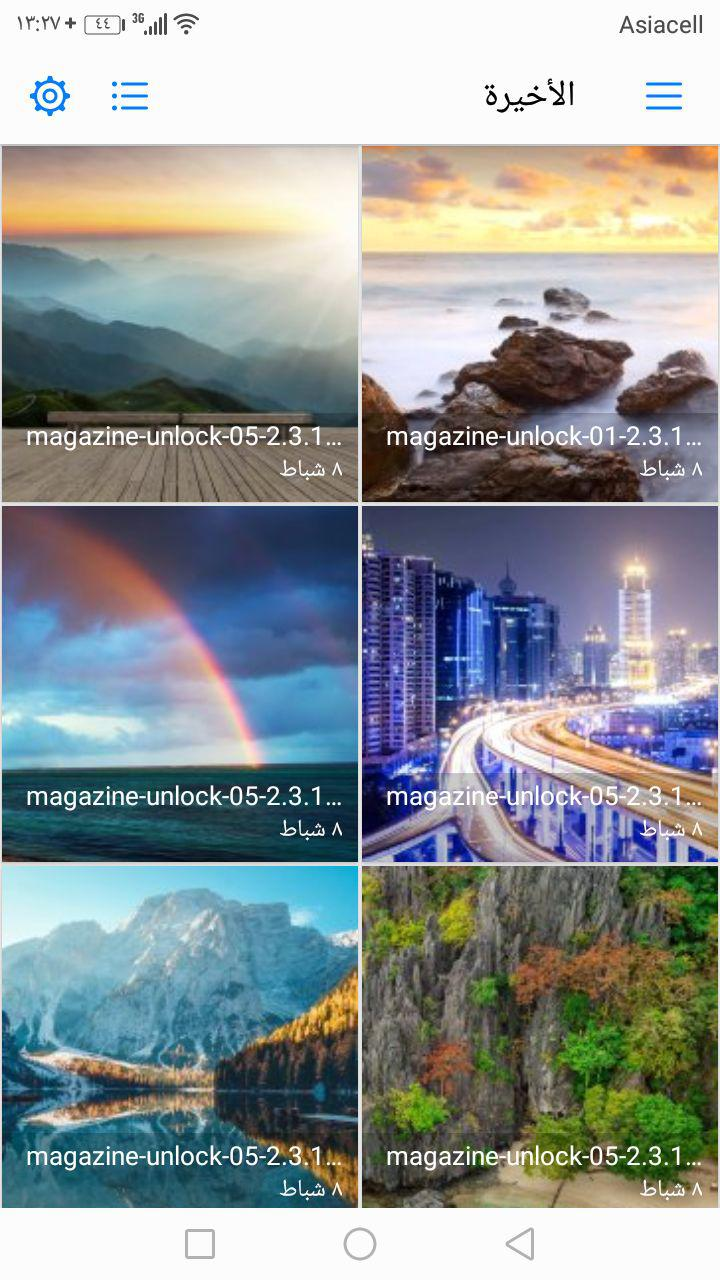 Asiacell
3G
٤٤
+ ١٣:٢٧
الأخيرة
magazine-unlock-01-2.3.1...
٨ شباط
magazine-unlock-05-2.3.1...
٨ شباط
magazine-unlock-05-2.3.1...
٨ شباط
magazine-unlock-05-2.3.1...
٨ شباط
magazine-unlock-05-2.3.1...
٨ شباط
magazine-unlock-05-2.3.1...
٨ شباط